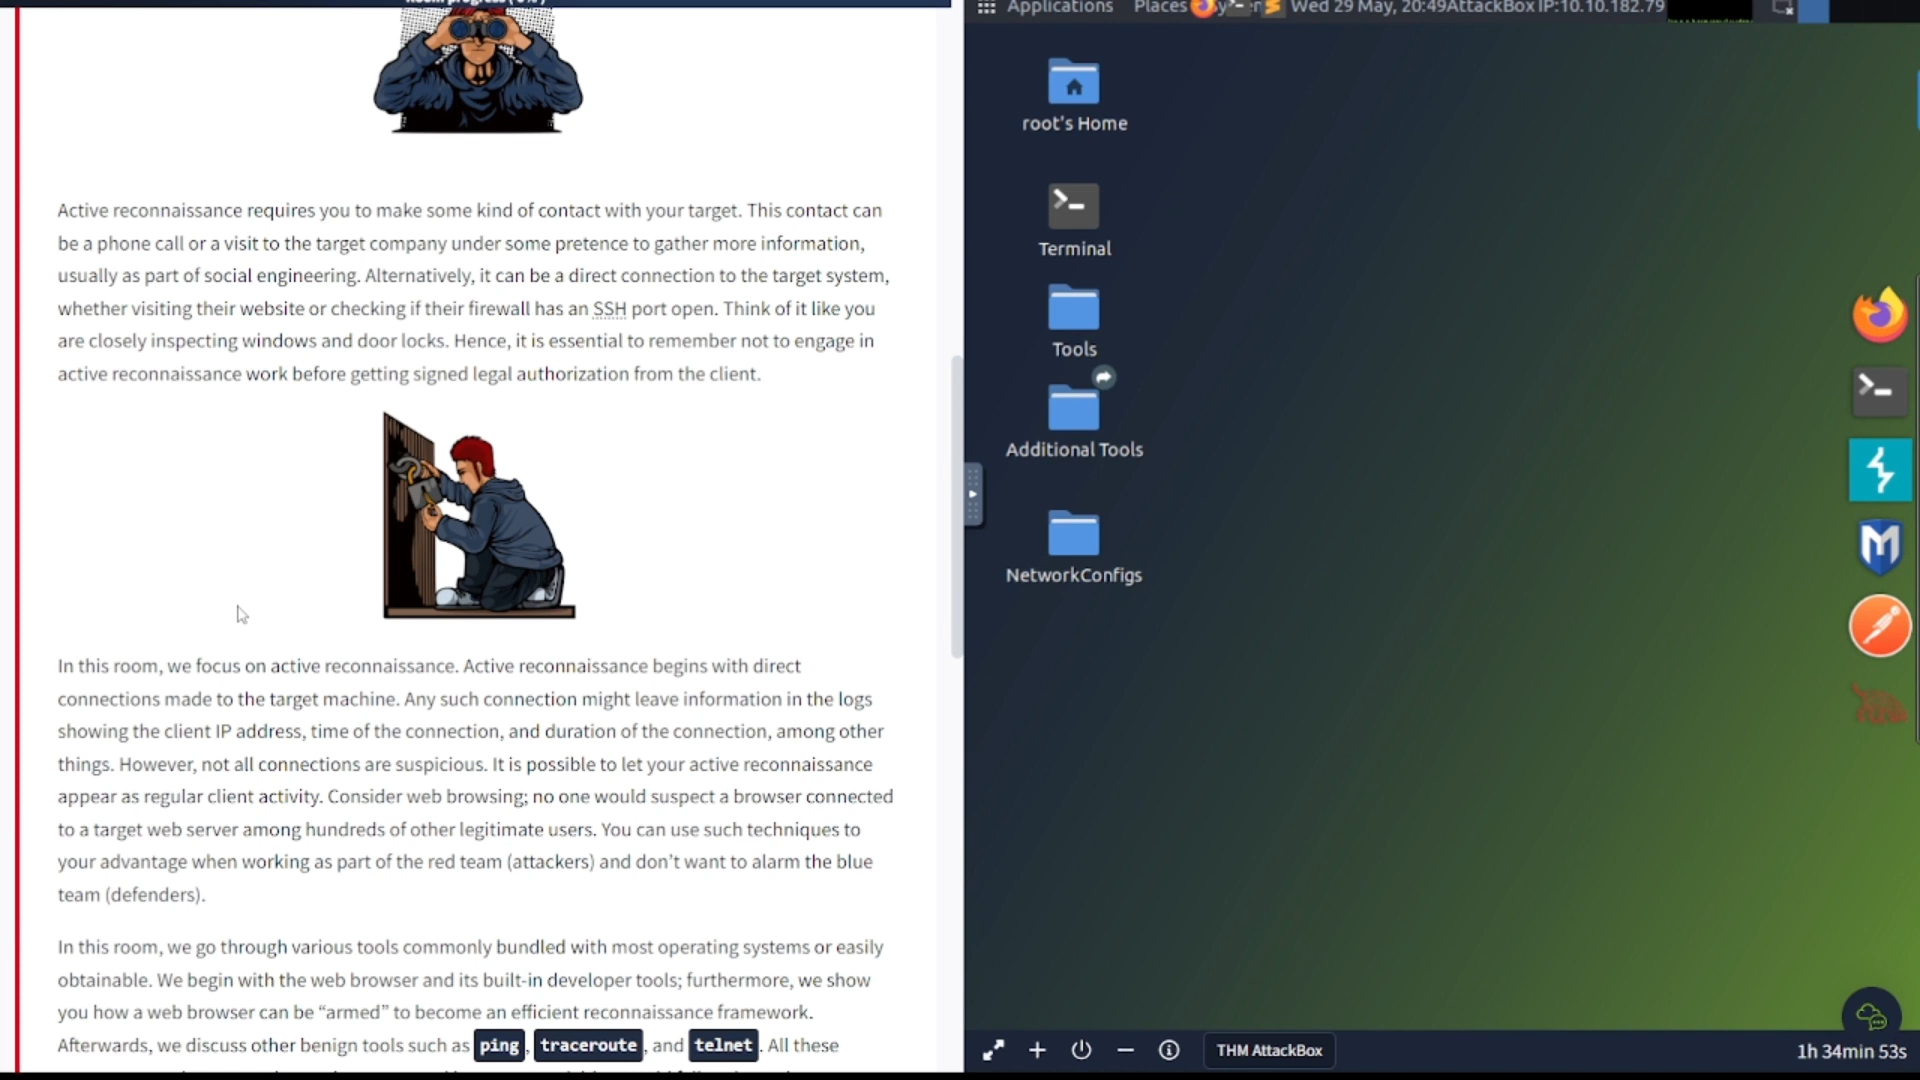 Applications Places Wed 29 May, 20:49 AttackBox IP:10.10.182.79
root's Home
Terminal
Tools
Additional Tools
NetworkConfigs
Active reconnaissance requires you to make some kind of contact with your target. This contact can
be a phone call or a visit to the target company under some pretence to gather more information,
usually as part of social engineering. Alternatively, it can be a direct connection to the target system,
whether visiting their website or checking if their firewall has an SSH port open. Think of it like you
are closely inspecting windows and door locks. Hence, it is essential to remember not to engage in
active reconnaissance work before getting signed legal authorization from the client.
In this room, we focus on active reconnaissance. Active reconnaissance begins with direct
connections made to the target machine. Any such connection might leave information in the logs
showing the client IP address, time of the connection, and duration of the connection, among other
things. However, not all connections are suspicious. It is possible to let your active reconnaissance
appear as regular client activity. Consider web browsing; no one would suspect a browser connected
to a target web server among hundreds of other legitimate users. You can use such techniques to
your advantage when working as part of the red team (attackers) and don’t want to alarm the blue
team (defenders).
In this room, we go through various tools commonly bundled with most operating systems or easily
obtainable. We begin with the web browser and its built-in developer tools; furthermore, we show
you how a web browser can be “armed” to become an efficient reconnaissance framework.
Afterwards, we discuss other benign tools such as ping, traceroute, and telnet. All these
THM AttackBox
1h 34min 53s